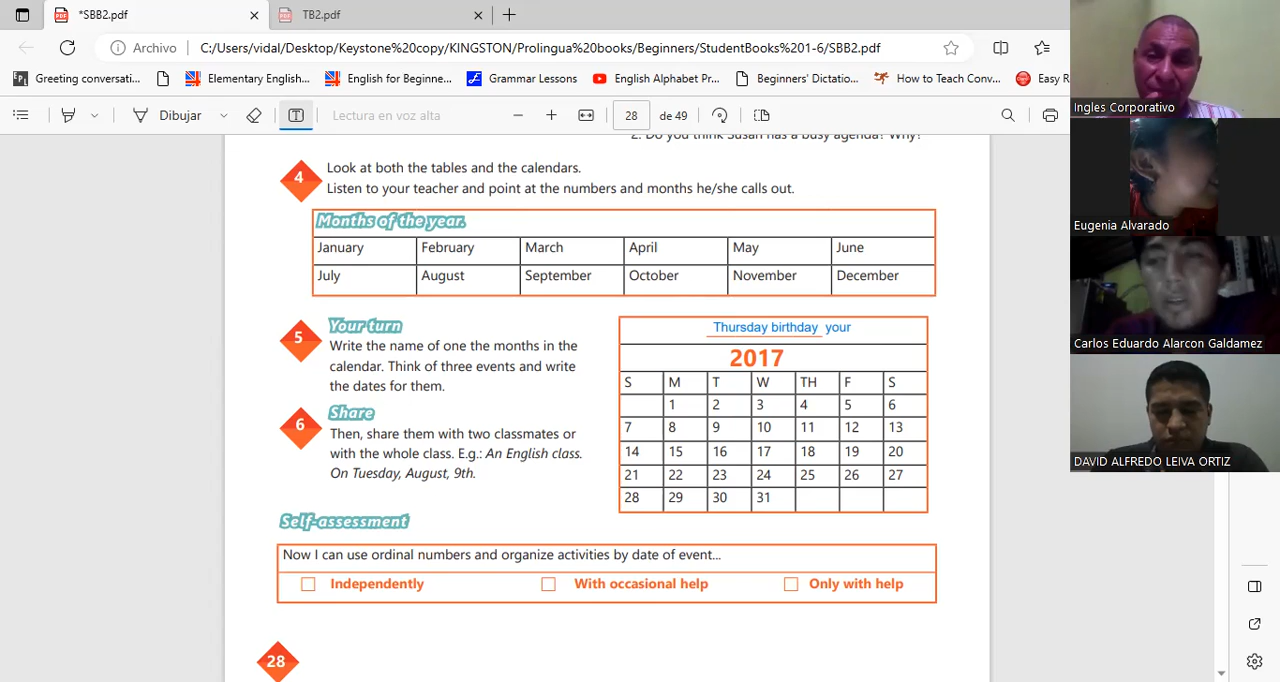 *SBB2.pdf
TB2.pdf
Archivo
C:/Users/vidal/Desktop/Keystone%20copy/KINGSTON/Prolingua%20books/Beginners/StudentBooks%201-6/SBB2.pdf
Greeting conversati...
Elementary English...
English for Beginne...
Grammar Lessons
English Alphabet Pr...
Beginners' Dictatio...
How to Teach Conv...
Easy R
Dibujar
Lectura en voz alta
28
de 49
2. Do you think Susan has a busy agenda? Why?
4
Look at both the tables and the calendars.
Listen to your teacher and point at the numbers and months he/she calls out.
Months of the year.
January February March April May June
July August September October November December
5
Your turn
Write the name of one the months in the
calendar. Think of three events and write
the dates for them.
6
Share
Then, share them with two classmates or
with the whole class. E.g.: An English class.
On Tuesday, August, 9th.
Thursday birthday your
2017
S M T W TH F S
1 2 3 4 5 6
7 8 9 10 11 12 13
14 15 16 17 18 19 20
21 22 23 24 25 26 27
28 29 30 31
Self-assessment
Now I can use ordinal numbers and organize activities by date of event...
Independently
With occasional help
Only with help
28
Ingles Corporativo
Eugenia Alvarado
Carlos Eduardo Alarcon Galdamez
DAVID ALFREDO LEIVA ORTIZ